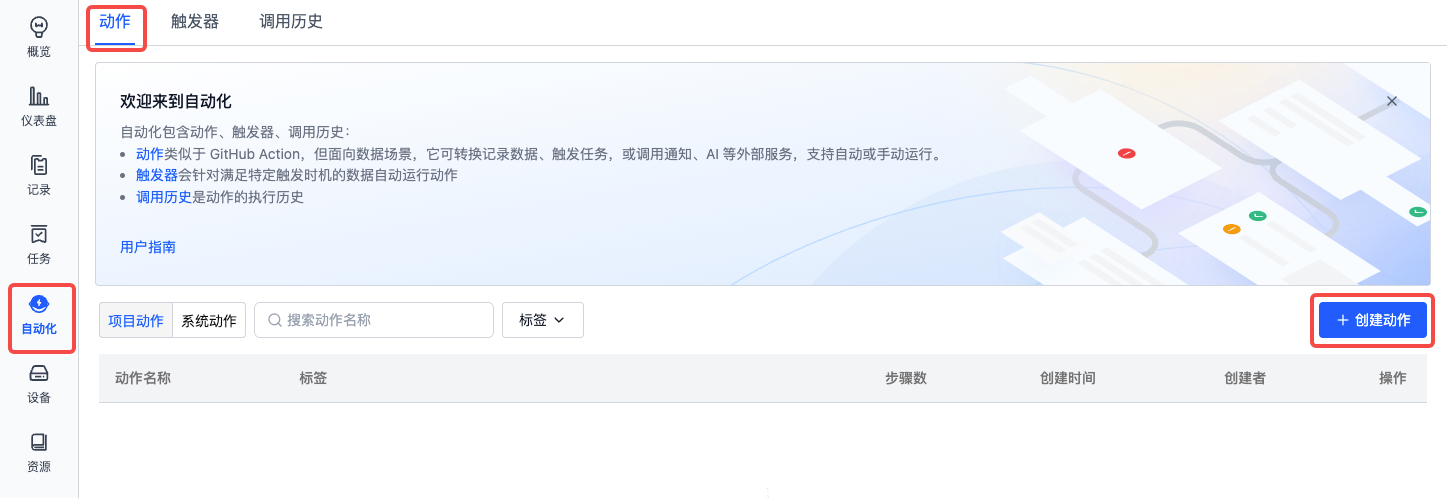 概览
仪表盘
记录
任务
自动化
设备
资源
动作 触发器 调用历史
欢迎来到自动化
自动化包含动作、触发器、调用历史：
• 动作类似于 GitHub Action，但面向数据场景，它可转换记录数据、触发任务，或调用通知、AI 等外部服务，支持自动或手动运行。
• 触发器会针对满足特定触发时机的数据自动运行动作
• 调用历史是动作的执行历史
用户指南
项目动作 系统动作 搜索动作名称 标签 + 创建动作
动作名称 标签 步骤数 创建时间 创建者 操作